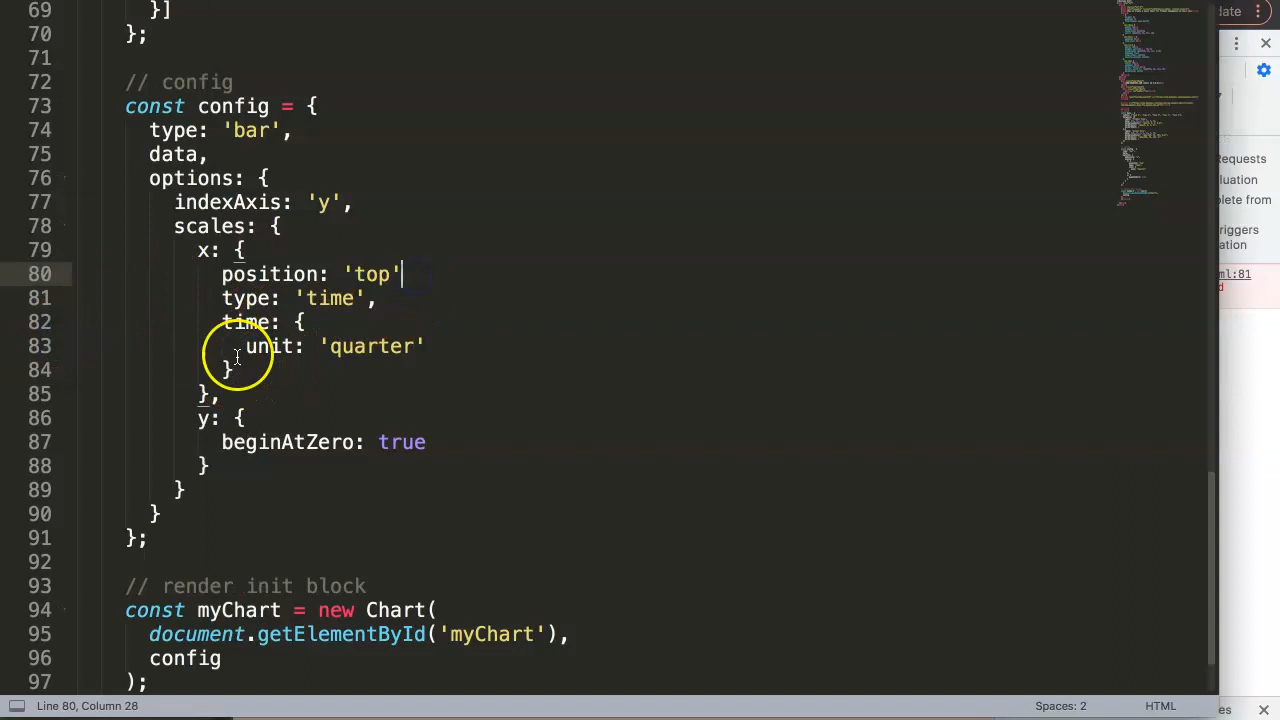 69 }]
70 };
71
72 // config
73 const config = {
74 type: 'bar',
75 data,
76 options: {
77 indexAxis: 'y',
78 scales: {
79 x: {
80 position: 'top'
81 type: 'time',
82 time: {
83 unit: 'quarter'
84 }
85 },
86 y: {
87 beginAtZero: true
88 }
89 }
90 }
91 };
92
93 // render init block
94 const myChart = new Chart(
95 document.getElementById('myChart'),
96 config
97 );
Line 80, Column 28
Spaces: 2
HTML
date
Requests
plete from
riggers
ml:81